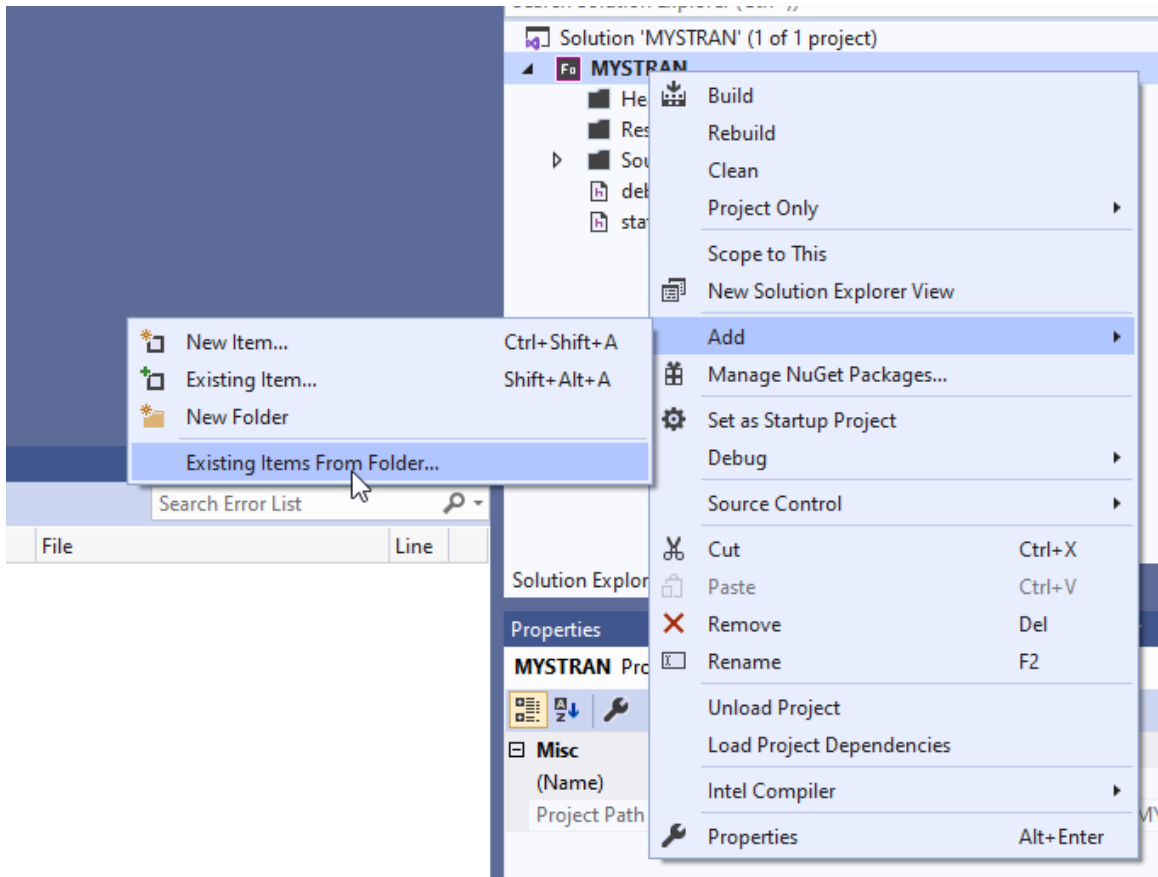 Solution 'MYSTRAN' (1 of 1 project)
Fo MYSTRAN
Build
Rebuild
Clean
Project Only
Scope to This
New Solution Explorer View
Add
New Item... Ctrl+Shift+A
Existing Item... Shift+Alt+A
New Folder
Existing Items From Folder...
Manage NuGet Packages...
Set as Startup Project
Debug
Source Control
Cut Ctrl+X
Paste Ctrl+V
Remove Del
Rename F2
Unload Project
Load Project Dependencies
Intel Compiler
Properties Alt+Enter
Search Error List
File Line
Solution Explor
Properties
MYSTRAN Pro
Misc
(Name)
Project Path